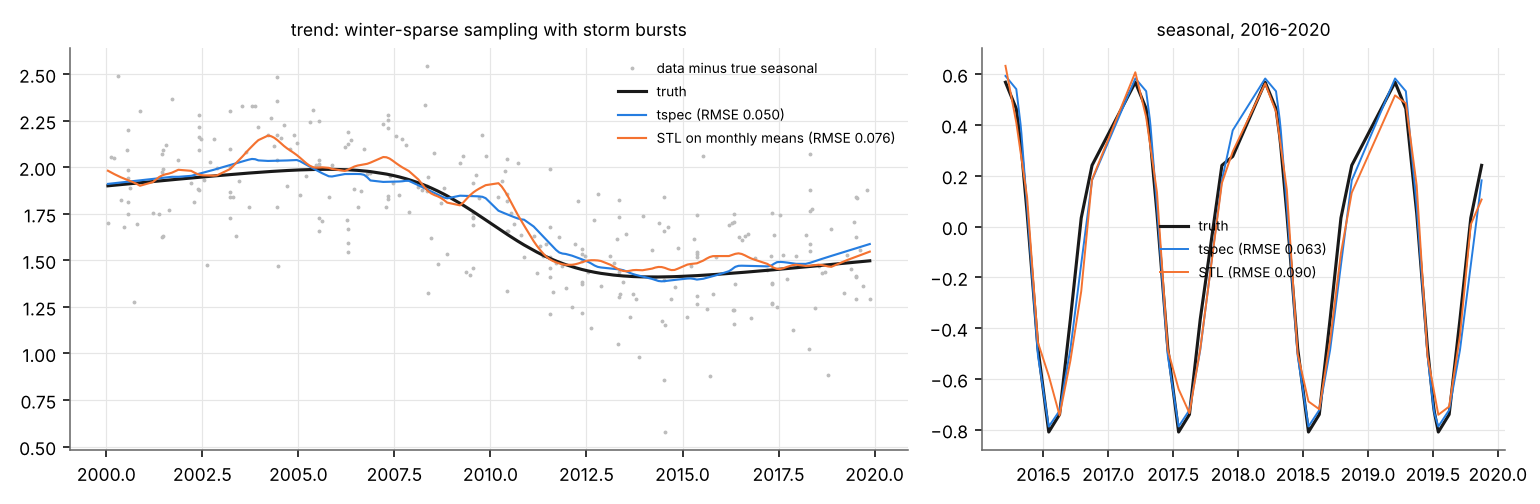 trend: winter-sparse sampling with storm bursts
2.50
2.25
2.00
1.75
1.50
1.25
1.00
0.75
0.50
2000.0 2002.5 2005.0 2007.5 2010.0 2012.5 2015.0 2017.5 2020.0
data minus true seasonal
truth
tspec (RMSE 0.050)
STL on monthly means (RMSE 0.076)
seasonal, 2016-2020
0.6
0.4
0.2
0.0
−0.2
−0.4
−0.6
−0.8
2016.5 2017.0 2017.5 2018.0 2018.5 2019.0 2019.5 2020.0
truth
tspec (RMSE 0.063)
STL (RMSE 0.090)